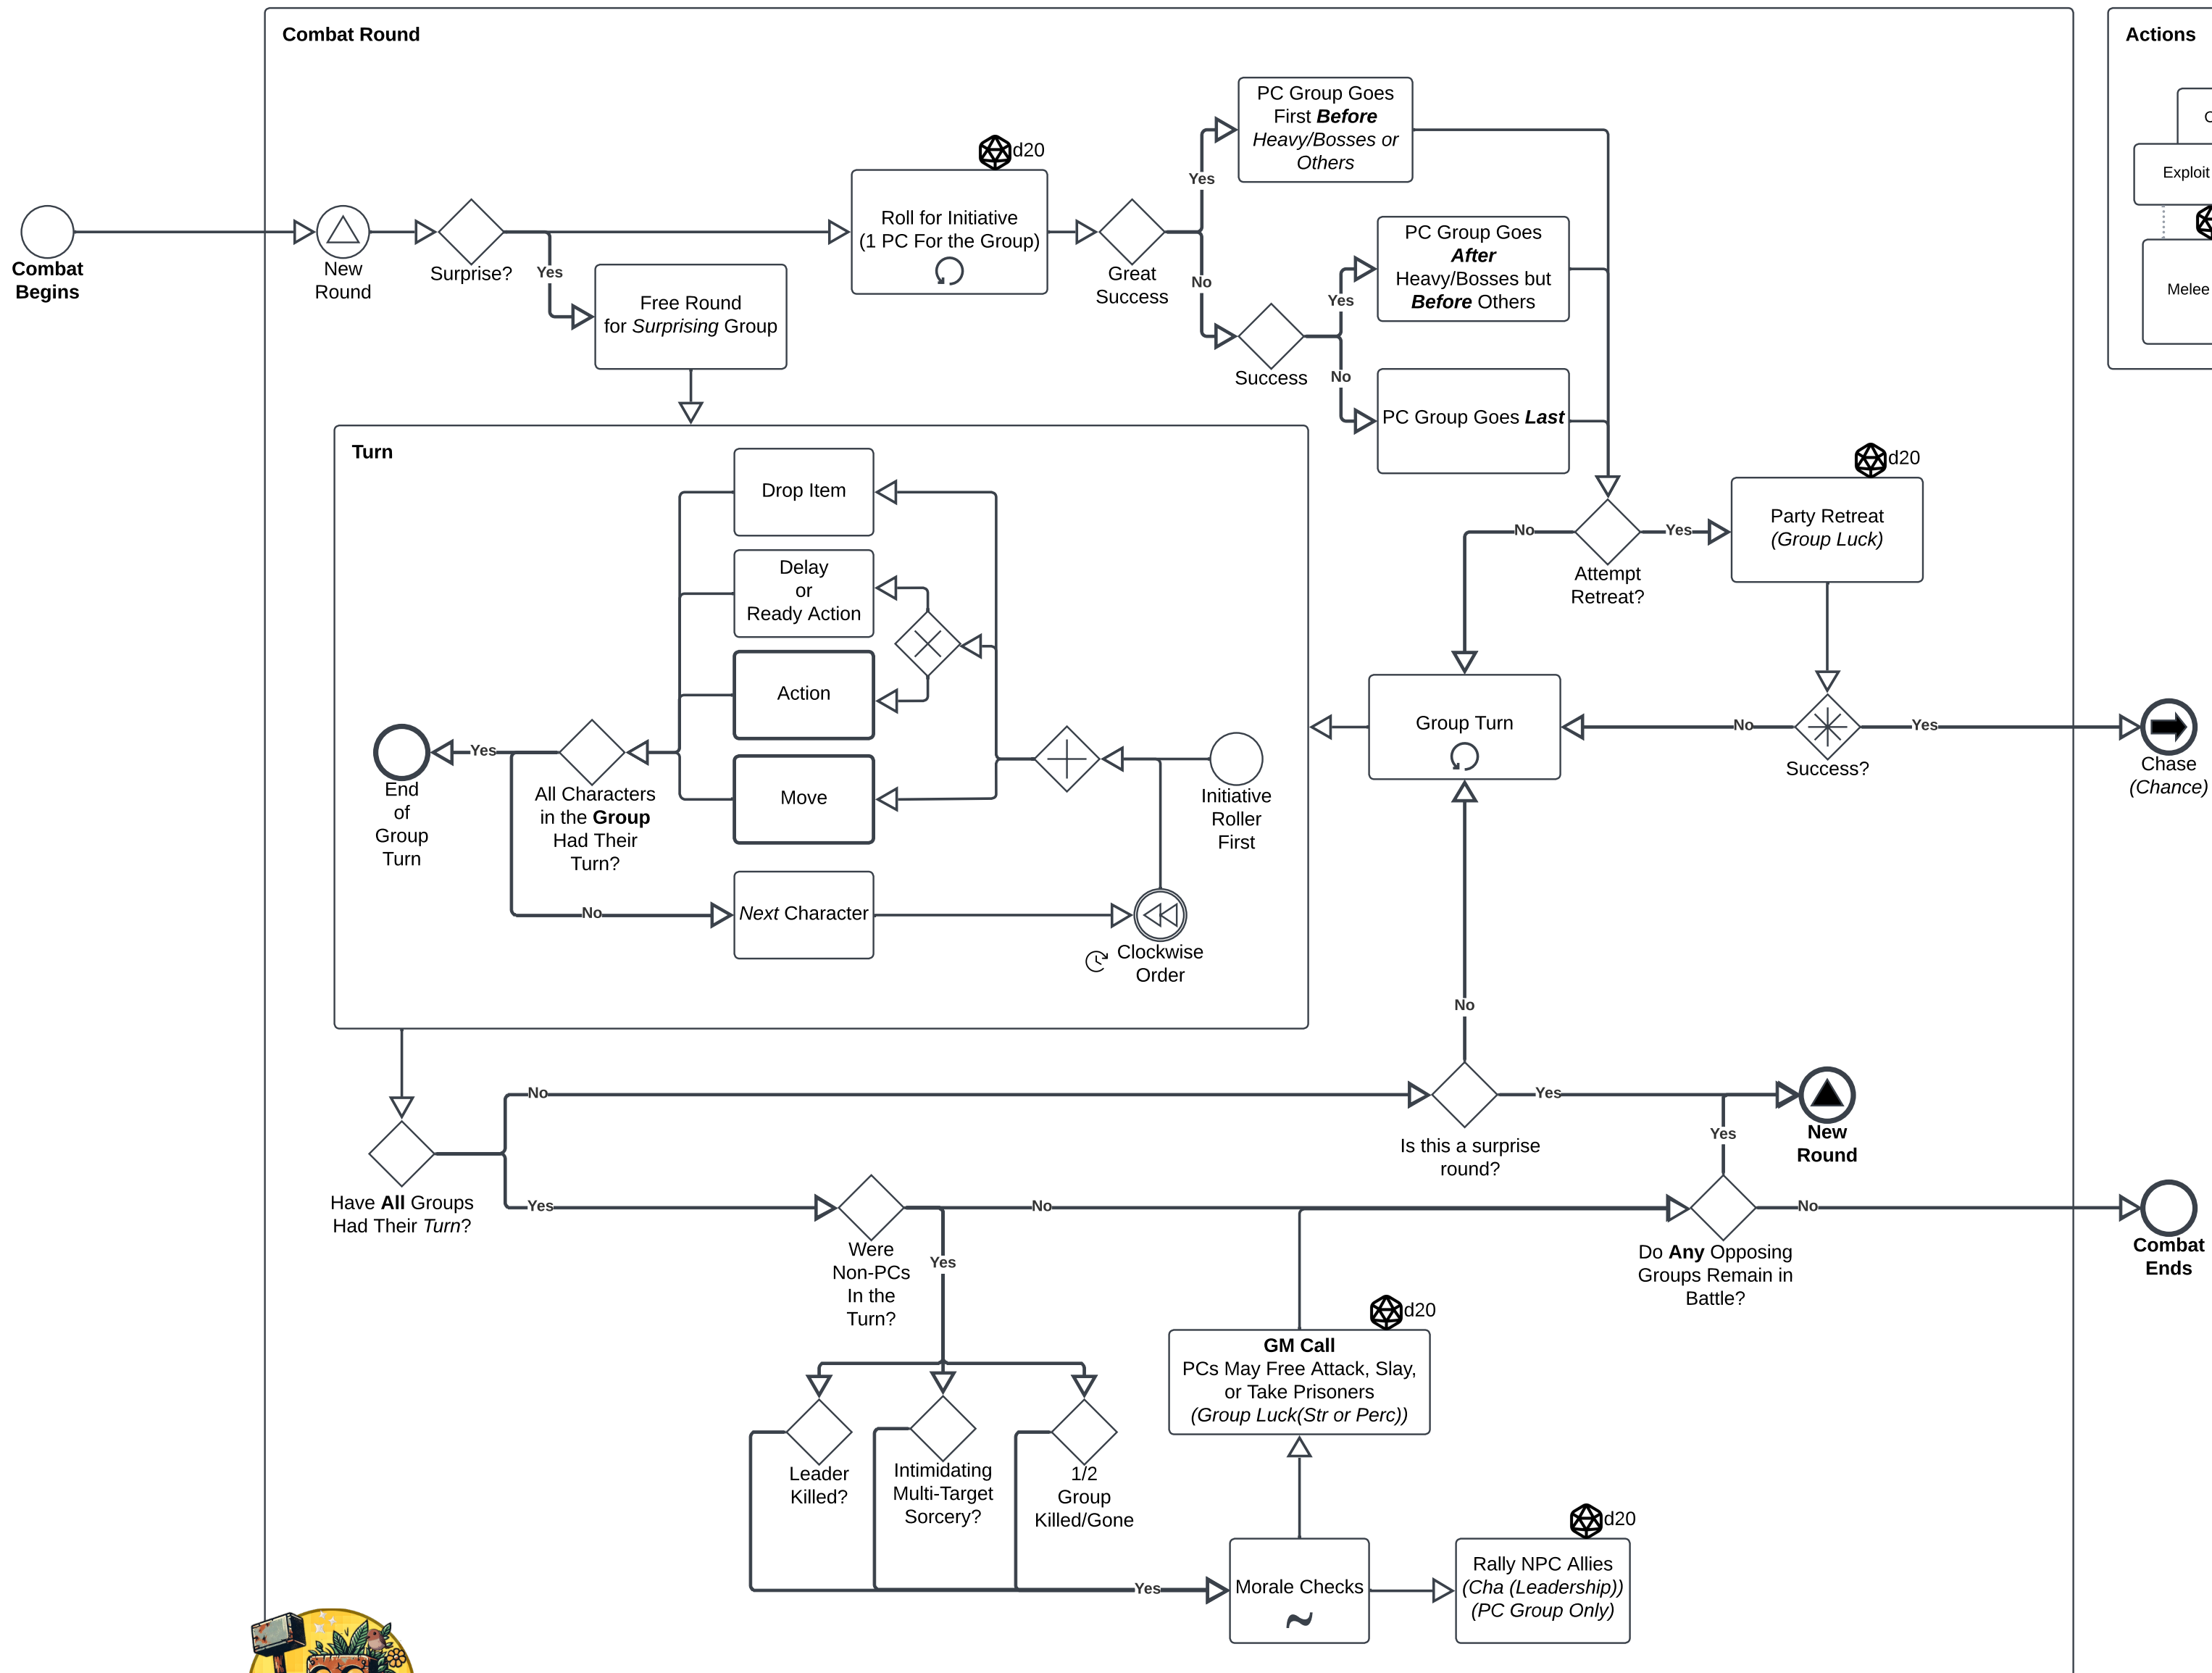 Combat Round
Actions
PC Group Goes
First Before
Heavy/Bosses or
Others
d20
Yes
Roll for Initiative
(1 PC For the Group)
PC Group Goes
After
Heavy/Bosses but
Before Others
Exploit
Combat
Begins
New
Round
Surprise?
Yes
Great
Success
No
Yes
Melee
Free Round
for Surprising Group
Success
No
PC Group Goes Last
Turn
d20
Drop Item
Party Retreat
(Group Luck)
No
Yes
Attempt
Retreat?
Delay
or
Ready Action
Action
Group Turn
No
Yes
Success?
Chase
(Chance)
Yes
End
of
Group
Turn
All Characters
in the Group
Had Their
Turn?
Move
Initiative
Roller
First
No
Next Character
Clockwise
Order
No
No
Yes
Is this a surprise
round?
Yes
New
Round
Have All Groups
Had Their Turn?
Yes
No
No
Were
Non-PCs
In the
Turn?
Yes
Do Any Opposing
Groups Remain in
Battle?
Combat
Ends
d20
GM Call
PCs May Free Attack, Slay,
or Take Prisoners
(Group Luck(Str or Perc))
Leader
Killed?
Intimidating
Multi-Target
Sorcery?
1/2
Group
Killed/Gone
d20
Yes
Morale Checks
Rally NPC Allies
(Cha (Leadership))
(PC Group Only)